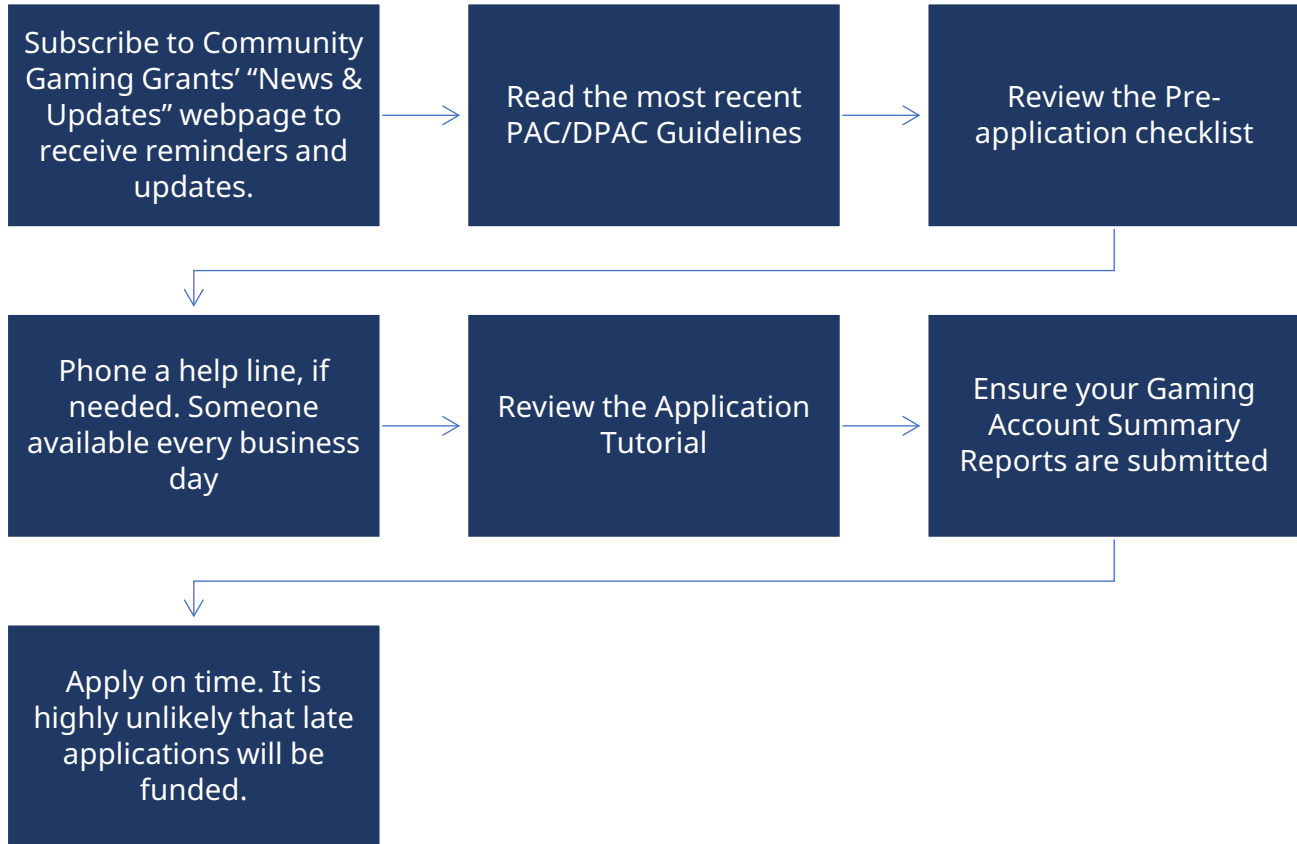 Subscribe to Community
Gaming Grants’ “News &
Updates” webpage to
receive reminders and
updates.
Read the most recent
PAC/DPAC Guidelines
Review the Pre-
application checklist
Phone a help line, if
needed. Someone
available every business
day
Review the Application
Tutorial
Ensure your Gaming
Account Summary
Reports are submitted
Apply on time. It is
highly unlikely that late
applications will be
funded.